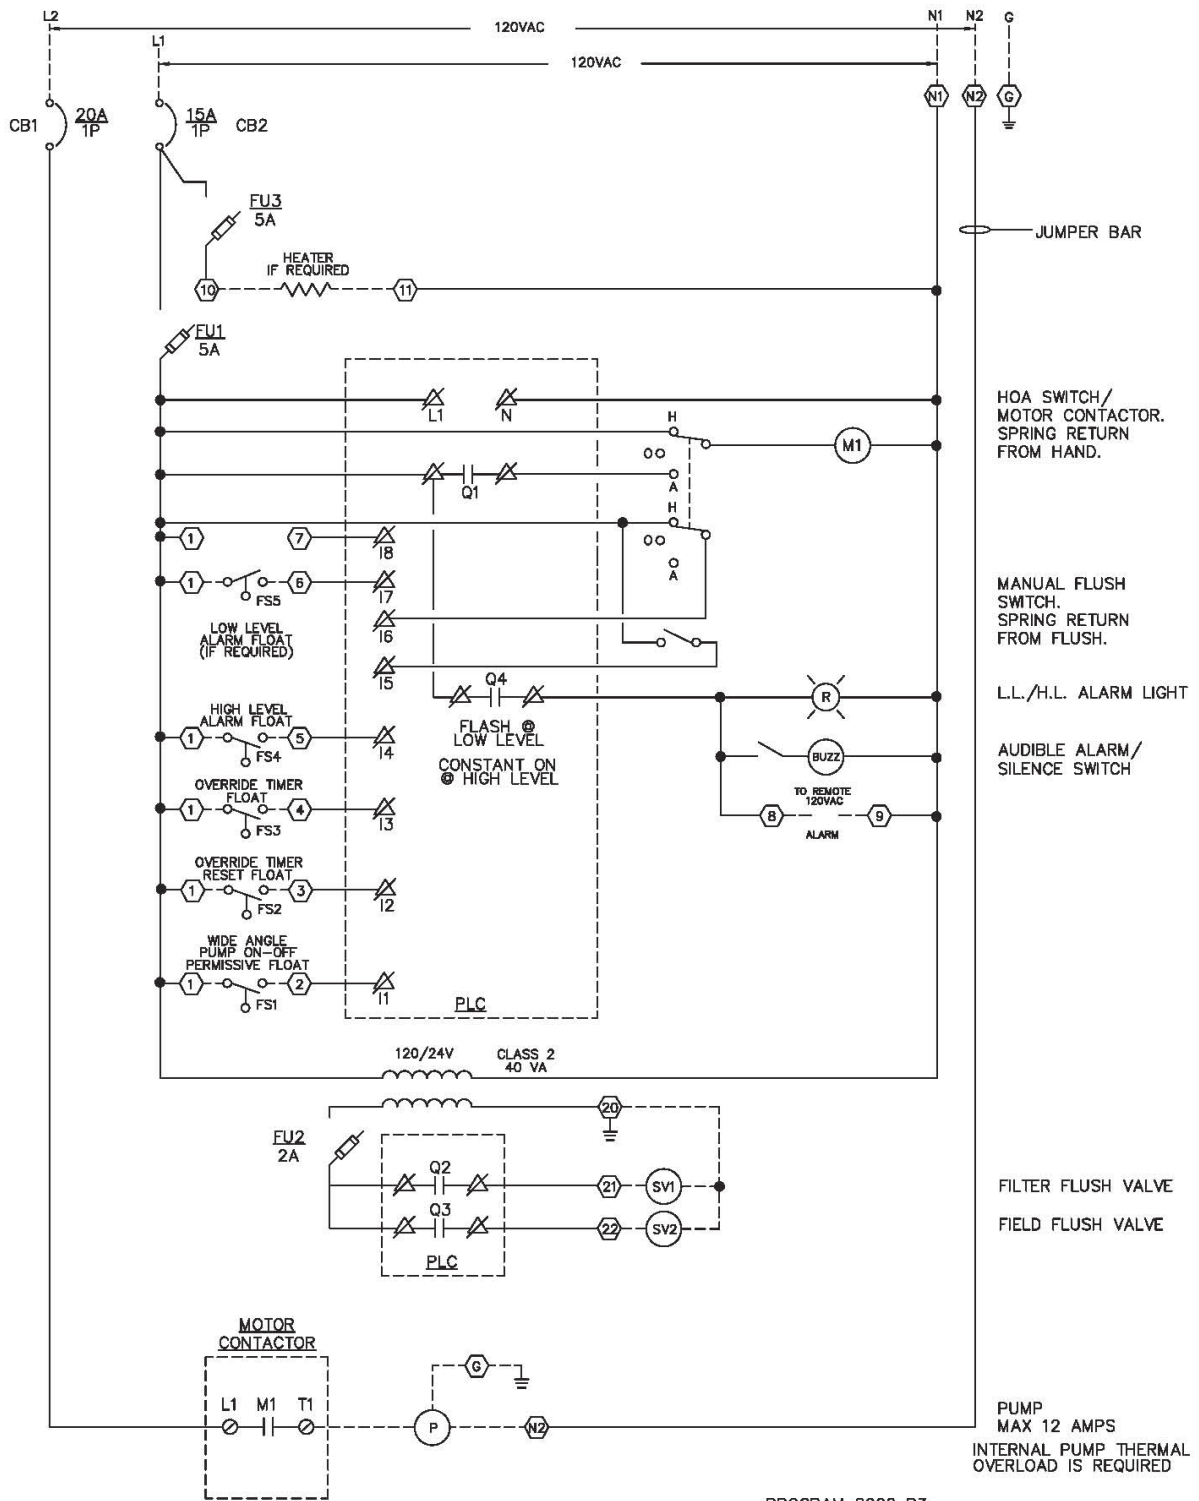 L2
N1 N2 G
120VAC
L1
120VAC
N1 N2 G
CB1 20A
1P
15A
1P CB2
FU3
5A
JUMPER BAR
HEATER
IF REQUIRED
10 11
FU1
5A
L1 N
HOA SWITCH/
MOTOR CONTACTOR.
SPRING RETURN
FROM HAND.
H
OO
A
M1
Q1
H
OO
A
1 7 I8
1 FS5 6 I7
LOW LEVEL
ALARM FLOAT
(IF REQUIRED)
I6
I5
MANUAL FLUSH
SWITCH.
SPRING RETURN
FROM FLUSH.
Q4
R
L.L./H.L. ALARM LIGHT
FLASH @
LOW LEVEL
CONSTANT ON
@ HIGH LEVEL
HIGH LEVEL
ALARM FLOAT
1 FS4 5 I4
BUZZ
AUDIBLE ALARM/
SILENCE SWITCH
TO REMOTE
120VAC
8 9
ALARM
OVERRIDE TIMER
FLOAT
1 FS3 4 I3
OVERRIDE TIMER
RESET FLOAT
1 FS2 3 I2
WIDE ANGLE
PUMP ON-OFF
PERMISSIVE FLOAT
1 FS1 2 I1
PLC
120/24V CLASS 2
40 VA
20
FU2
2A
Q2
21 SV1
FILTER FLUSH VALVE
Q3
22 SV2
FIELD FLUSH VALVE
PLC
MOTOR
CONTACTOR
G
L1 M1 T1
P N2
PUMP
MAX 12 AMPS
INTERNAL PUMP THERMAL
OVERLOAD IS REQUIRED
PROGRAM